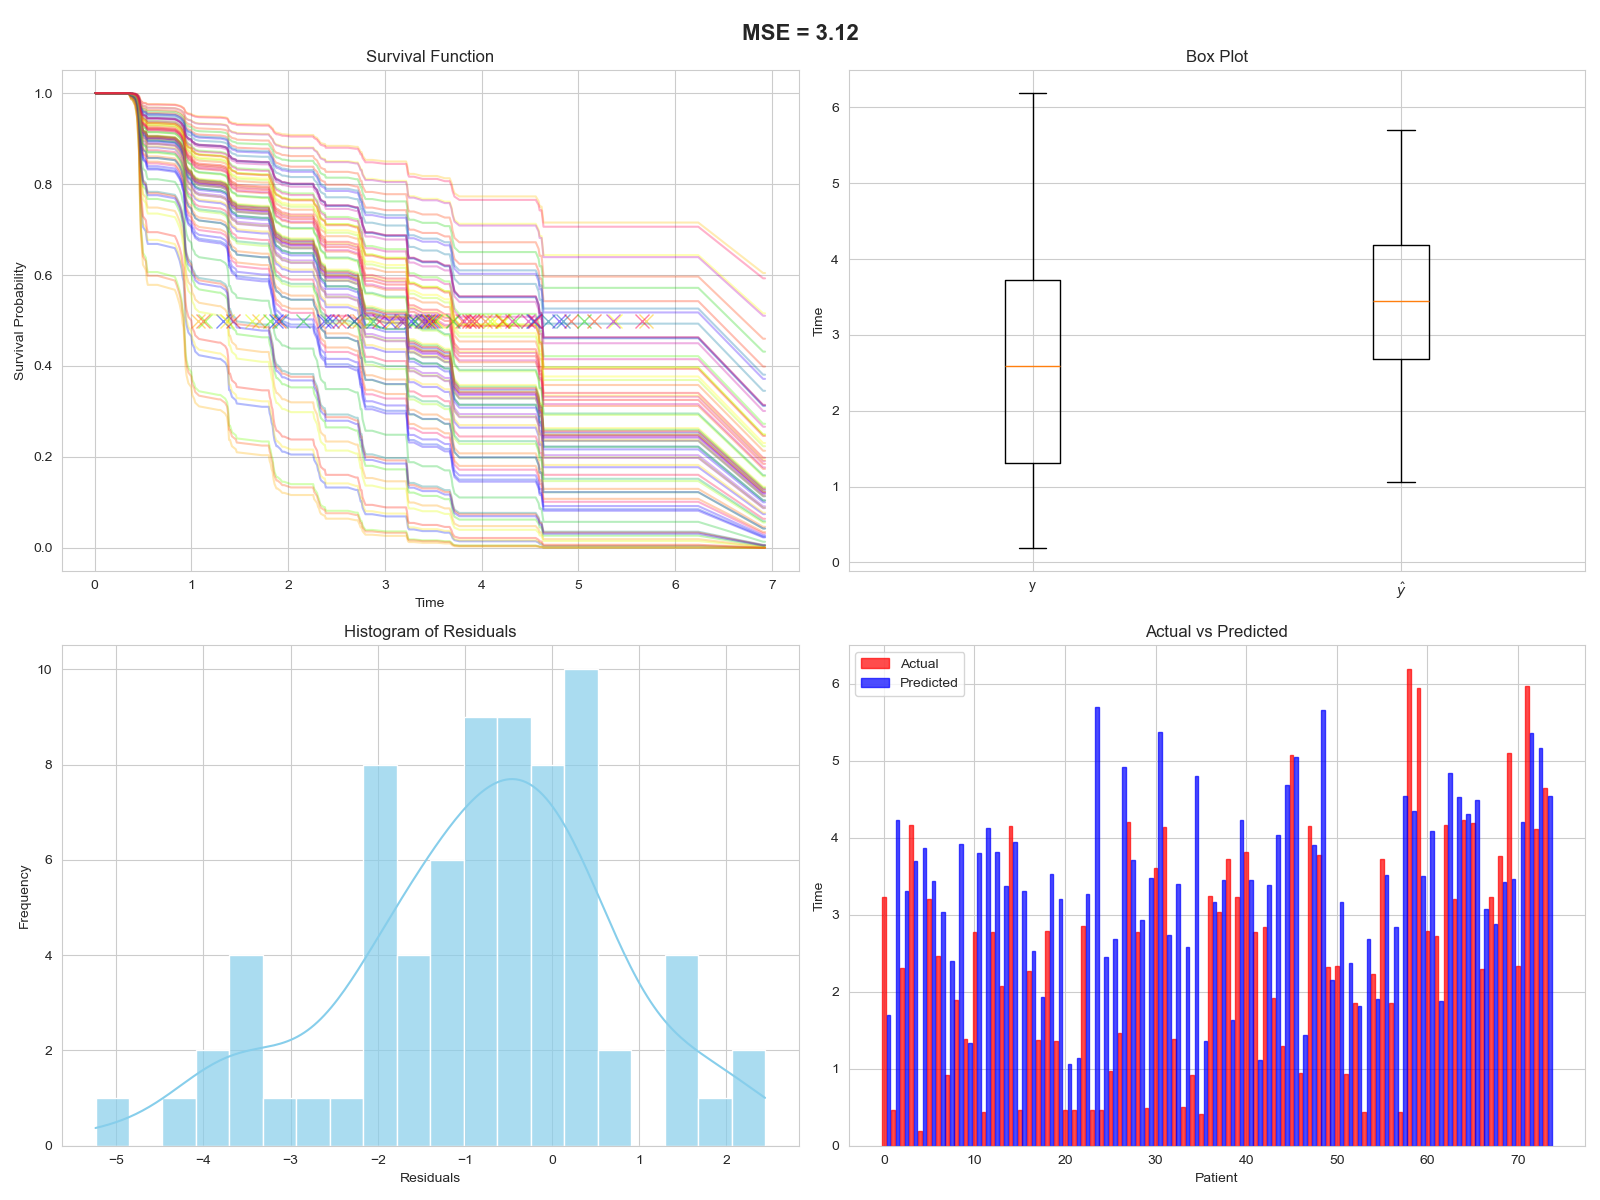 MSE = 3.12
Survival Function
Survival Probability
1.0
0.8
0.6
0.4
0.2
0.0
0 1 2 3 4 5 6 7
Time
Box Plot
Time
6
5
4
3
2
1
0
y ŷ
Histogram of Residuals
Frequency
10
8
6
4
2
0
−5 −4 −3 −2 −1 0 1 2
Residuals
Actual vs Predicted
Actual
Predicted
Time
6
5
4
3
2
1
0
0 10 20 30 40 50 60 70
Patient